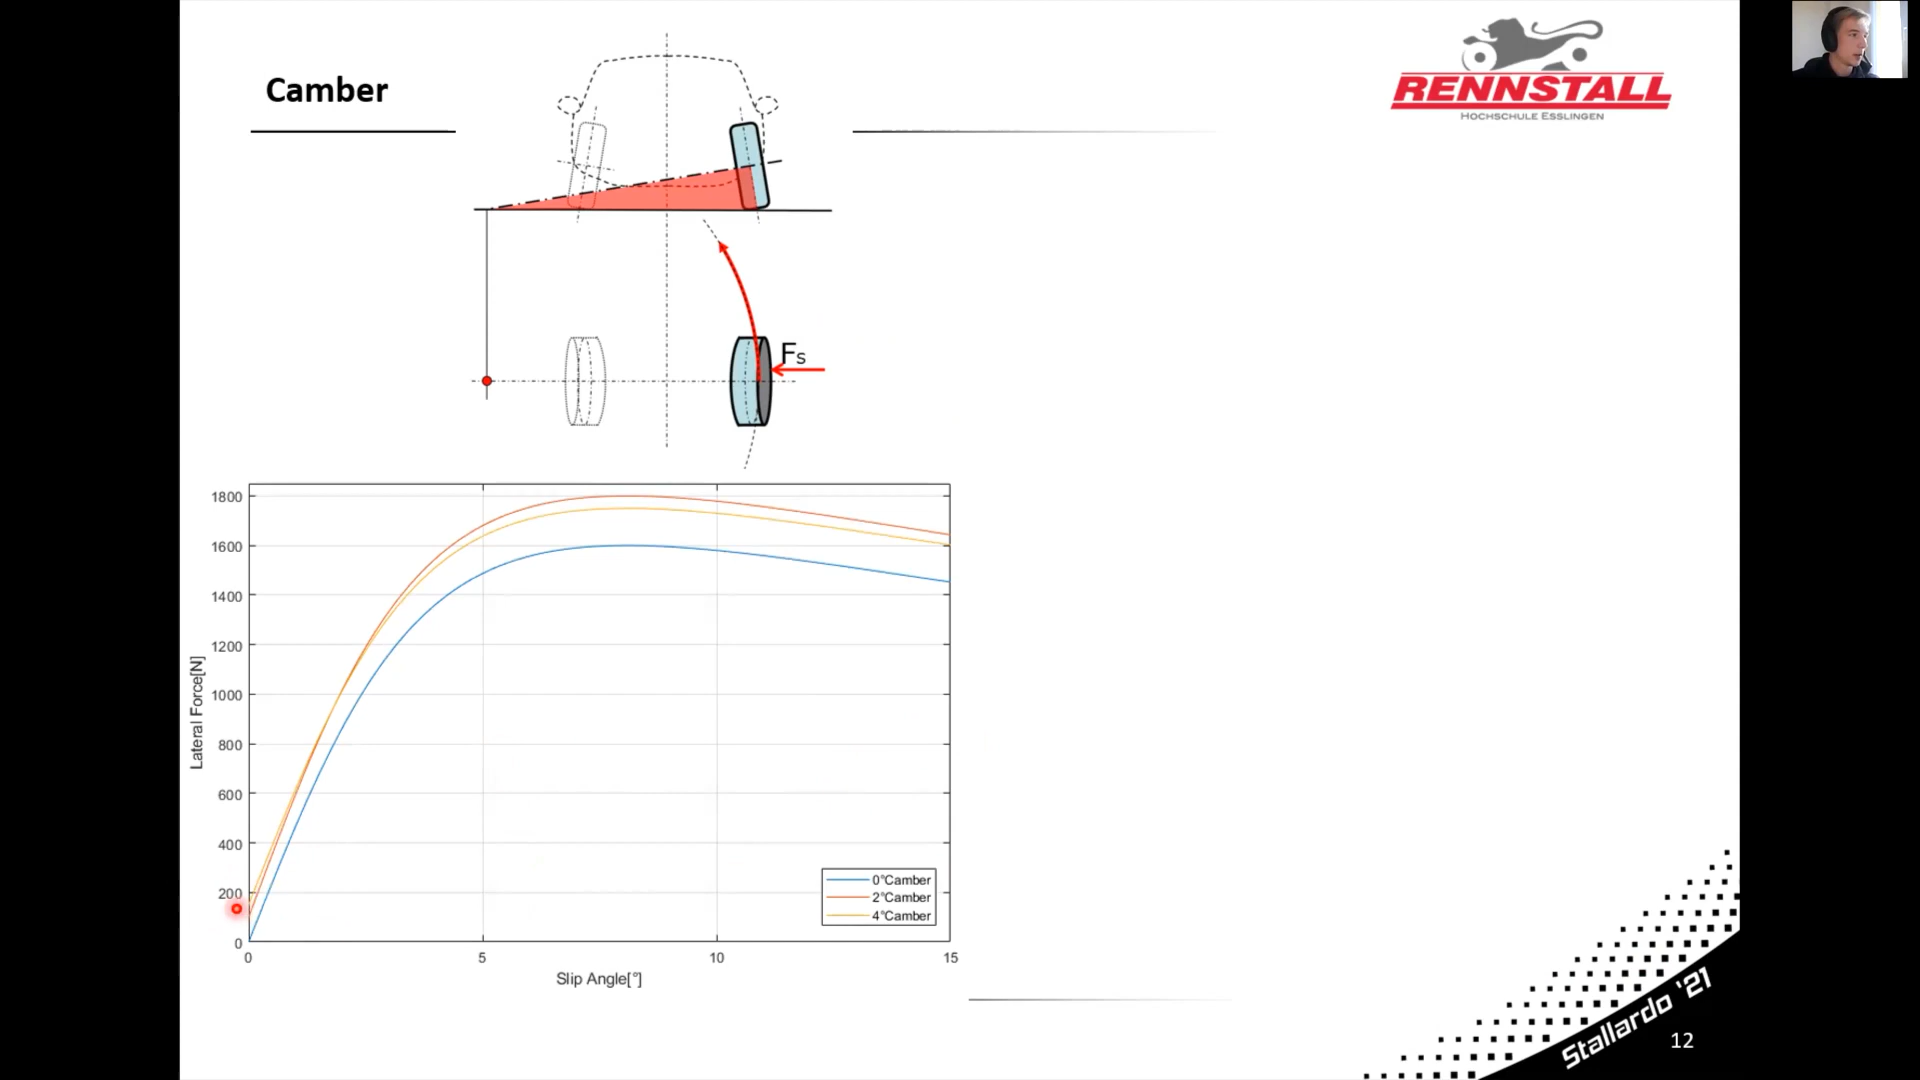 Camber
RENNSTALL
HOCHSCHULE ESSLINGEN
Fs
1800
1600
1400
1200
1000
800
600
400
200
0
Lateral Force[N]
0°Camber
2°Camber
4°Camber
0
5
10
15
Slip Angle[°]
Stallardo '21
12